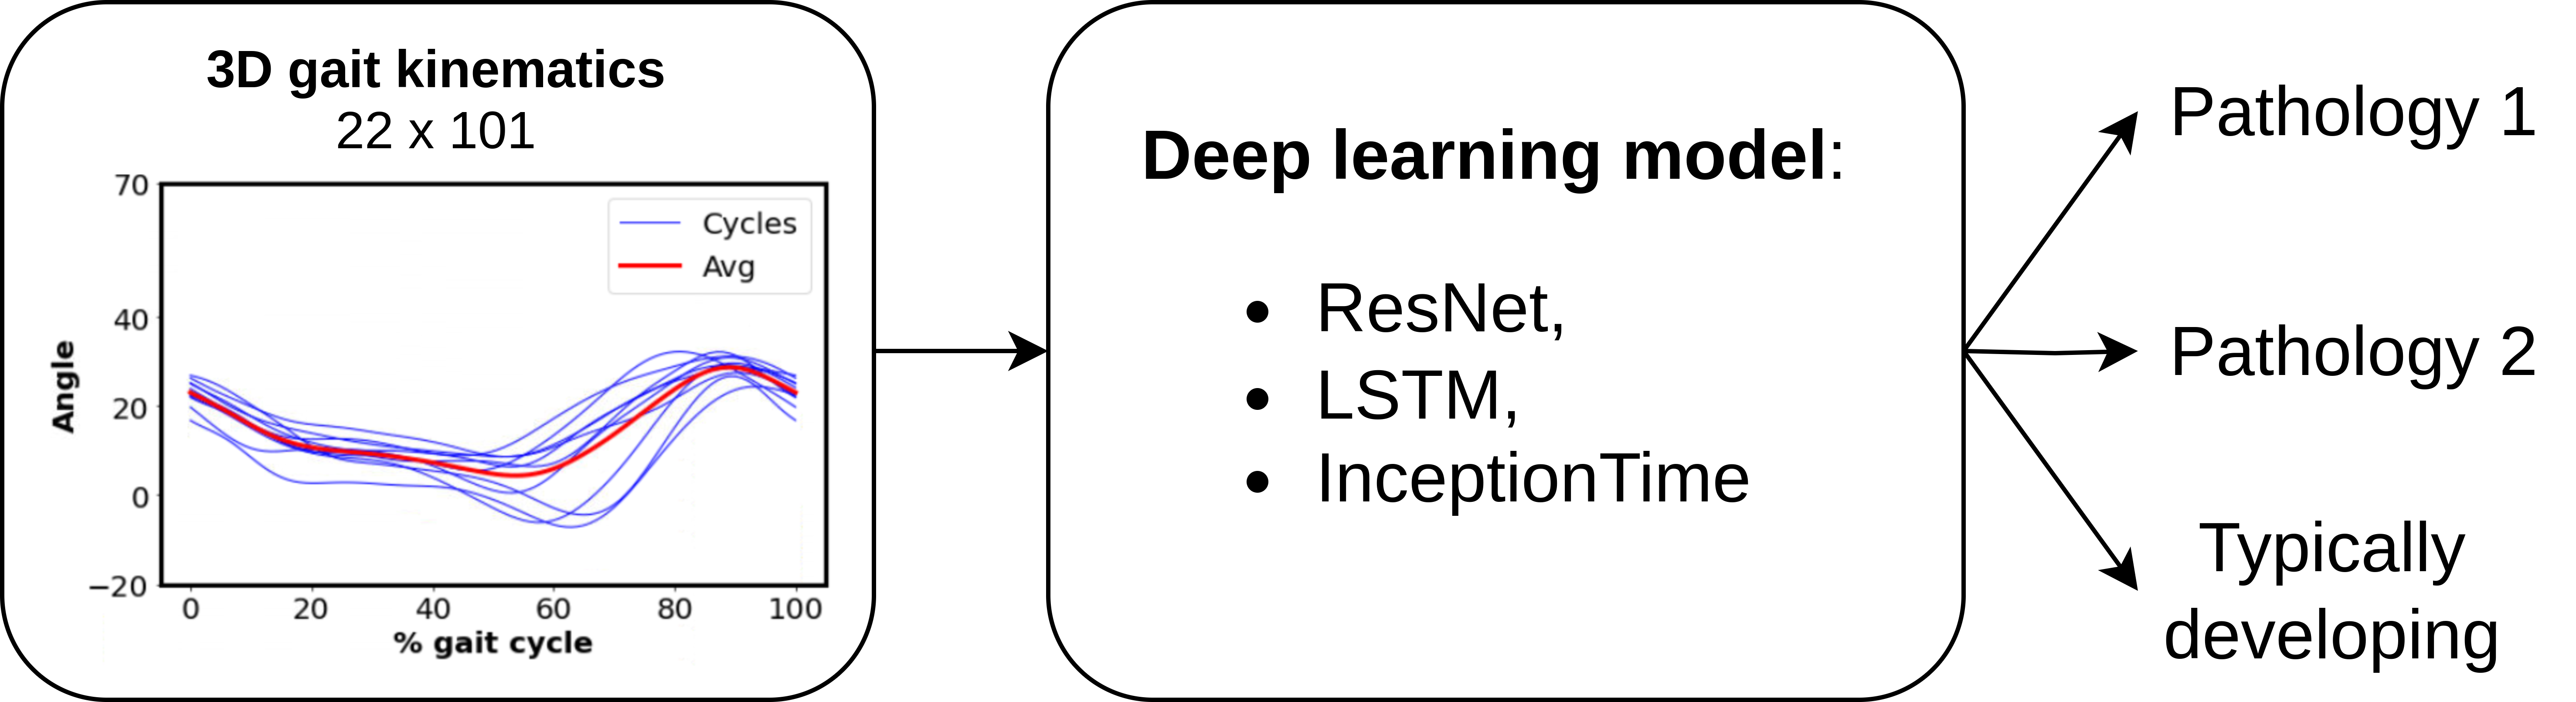 3D gait kinematics
22 x 101
70
40
20
0
−20
Angle
Cycles
Avg
0 20 40 60 80 100
% gait cycle
Deep learning model:
• ResNet,
• LSTM,
• InceptionTime
Pathology 1
Pathology 2
Typically
developing